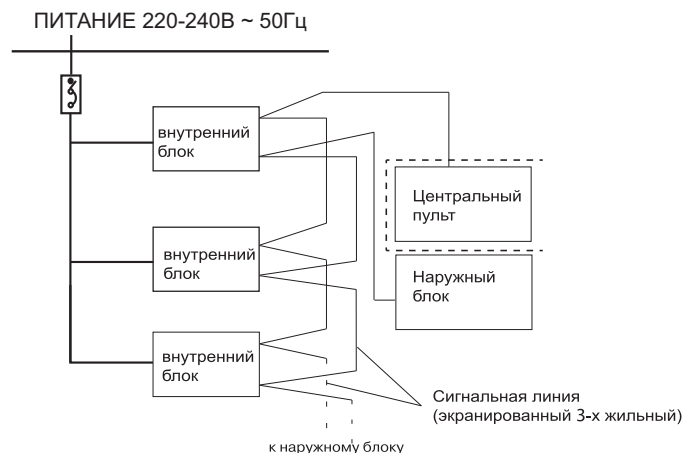 ПИТАНИЕ 220-240В ~ 50Гц
внутренний
блок
Центральный
пульт
внутренний
блок
Наружный
блок
внутренний
блок
Сигнальная линия
(экранированный 3-х жильный)
к наружному блоку